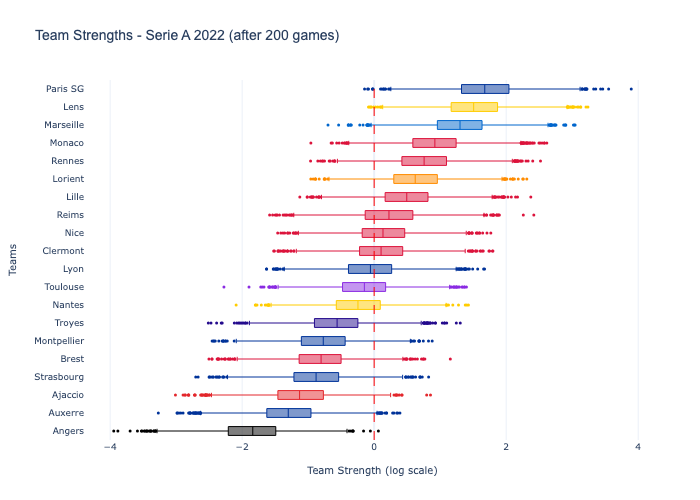 Team Strengths - Serie A 2022 (after 200 games)
Paris SG
Lens
Marseille
Monaco
Rennes
Lorient
Lille
Reims
Nice
Clermont
Lyon
Toulouse
Nantes
Troyes
Montpellier
Brest
Strasbourg
Ajaccio
Auxerre
Angers
Teams
−4 −2 0 2 4
Team Strength (log scale)